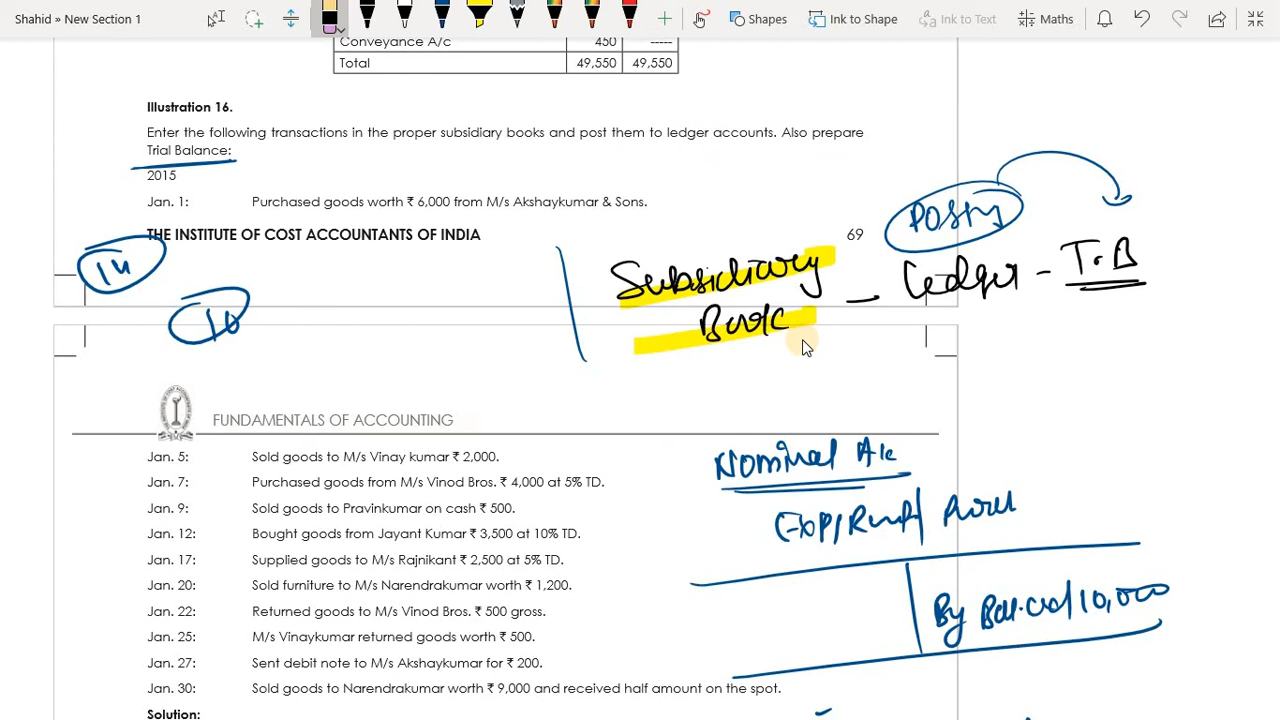 Shahid » New Section 1
Shapes
Ink to Shape
Ink to Text
Maths
Conveyance A/c 450 -----
Total 49,550 49,550
Illustration 16.
Enter the following transactions in the proper subsidiary books and post them to ledger accounts. Also prepare
Trial Balance:
2015
Jan. 1: Purchased goods worth ₹ 6,000 from M/s Akshaykumar & Sons.
THE INSTITUTE OF COST ACCOUNTANTS OF INDIA 69
14
16
Subsidiary
Book
Ledger - T.B
FUNDAMENTALS OF ACCOUNTING
Jan. 5: Sold goods to M/s Vinay kumar ₹ 2,000.
Jan. 7: Purchased goods from M/s Vinod Bros. ₹ 4,000 at 5% TD.
Jan. 9: Sold goods to Pravinkumar on cash ₹ 500.
Jan. 12: Bought goods from Jayant Kumar ₹ 3,500 at 10% TD.
Jan. 17: Supplied goods to M/s Rajnikant ₹ 2,500 at 5% TD.
Jan. 20: Sold furniture to M/s Narendrakumar worth ₹ 1,200.
Jan. 22: Returned goods to M/s Vinod Bros. ₹ 500 gross.
Jan. 25: M/s Vinaykumar returned goods worth ₹ 500.
Jan. 27: Sent debit note to M/s Akshaykumar for ₹ 200.
Jan. 30: Sold goods to Narendrakumar worth ₹ 9,000 and received half amount on the spot.
Solution:
Nominal A/c
By Bal. c/d 10,000